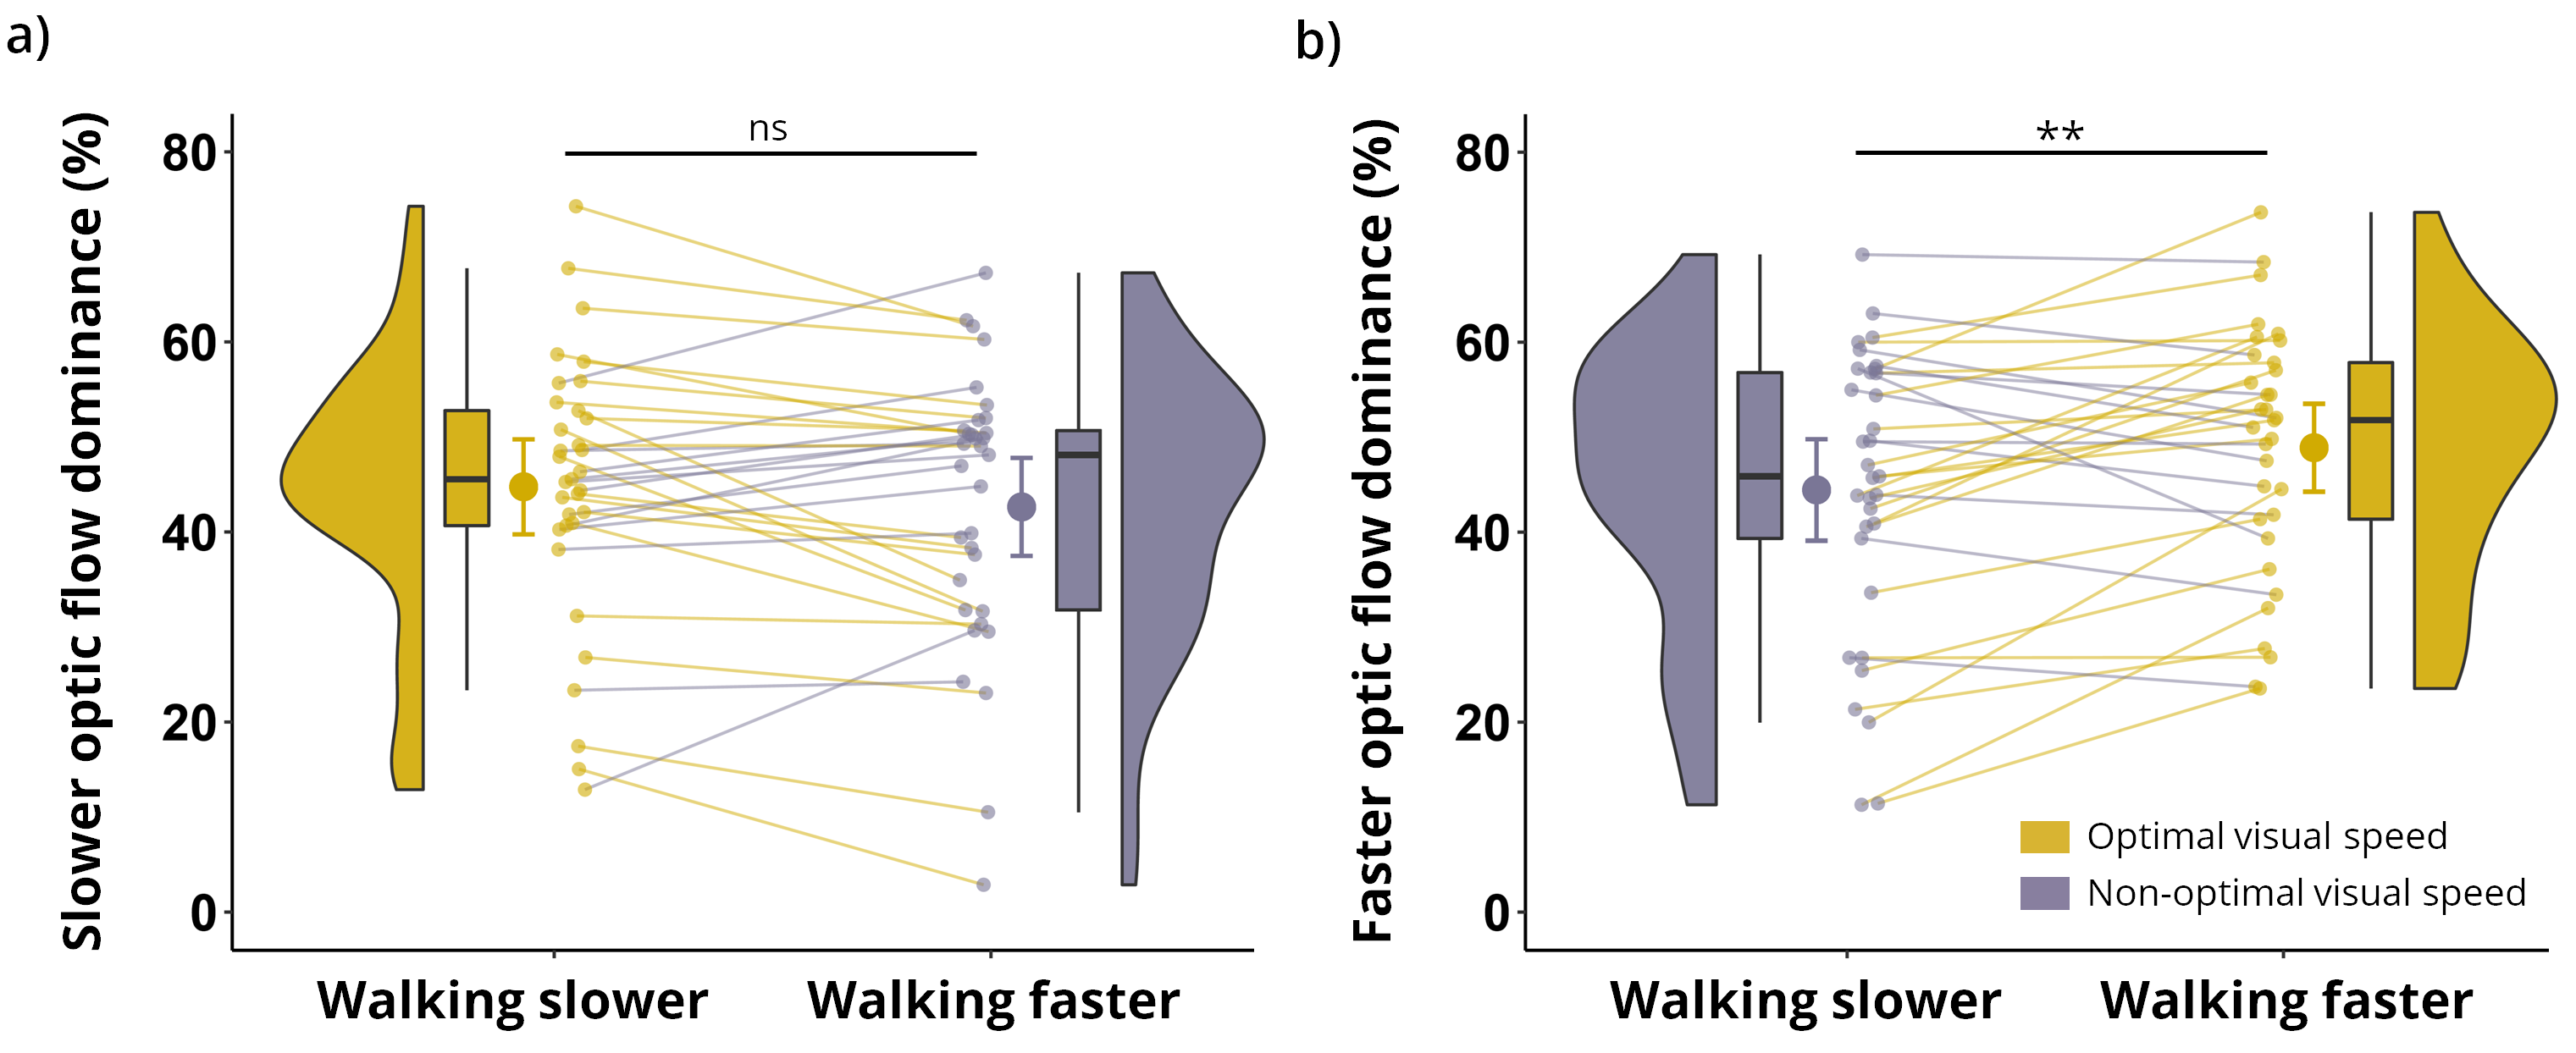 a)
Slower optic flow dominance (%)
80
60
40
20
0
ns
Walking slower
Walking faster
b)
Faster optic flow dominance (%)
80
60
40
20
0
**
Optimal visual speed
Non-optimal visual speed
Walking slower
Walking faster